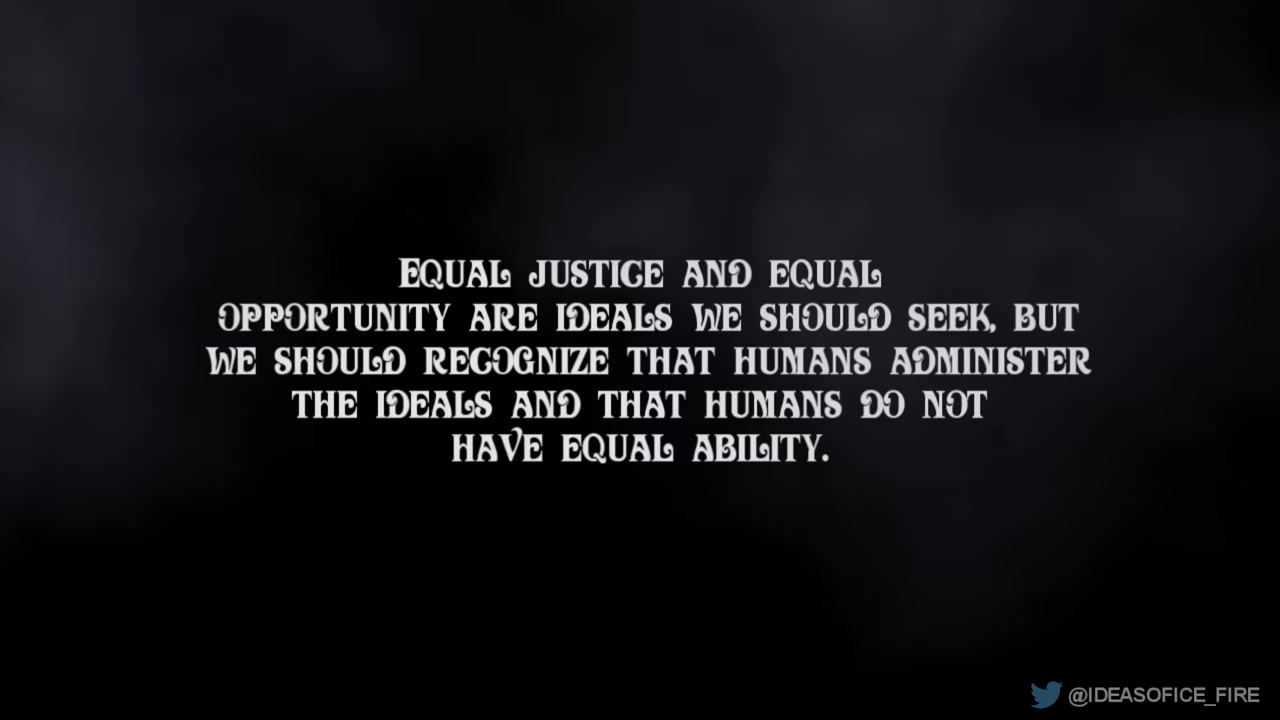 Equal justice and equal
opportunity are ideals we should seek, but
we should recognize that humans administer
the ideals and that humans do not
have equal ability.
@IDEASOFICE_FIRE